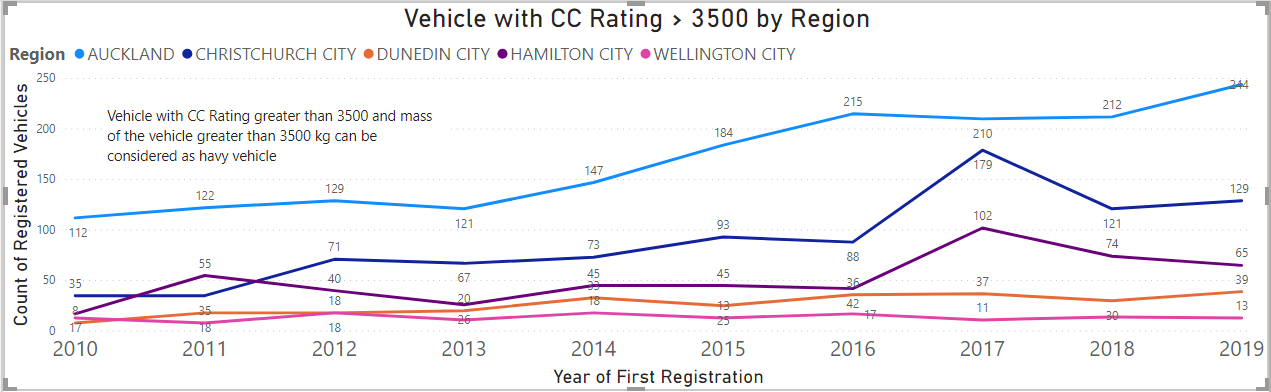 Vehicle with CC Rating > 3500 by Region
Region AUCKLAND CHRISTCHURCH CITY DUNEDIN CITY HAMILTON CITY WELLINGTON CITY
Count of Registered Vehicles
250
200
150
100
50
0
Vehicle with CC Rating greater than 3500 and mass
of the vehicle greater than 3500 kg can be
considered as havy vehicle
112 122 129 121 147 184 215 210 212 244
35 35 71 67 73 93 88 179 121 129
17 55 40 26 45 45 42 102 74 65
8 18 18 20 33 25 36 37 30 39
18 18 13 17 11 13
2010 2011 2012 2013 2014 2015 2016 2017 2018 2019
Year of First Registration